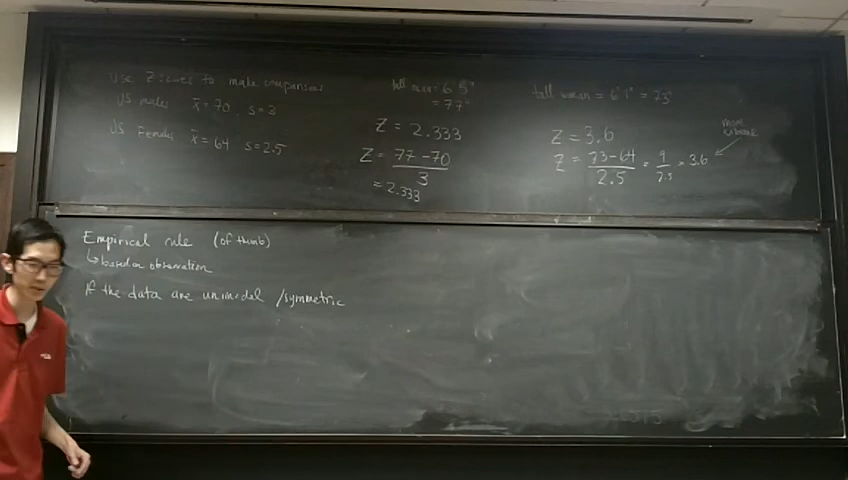 Use Z scores to make comparisons
US males x̄ = 70, s = 3
US Females x̄ = 64 s = 2.5
tall man = 6'5"
= 77"
Z = 2.333
Z = 77 - 70 / 3
= 2.333
tall woman = 6'1" = 73"
Z = 3.6
Z = 73 - 64 / 2.5 = 9 / 2.5 = 3.6
more
Empirical rule (of thumb)
↳ based on observation
If the data are unimodel /symmetric